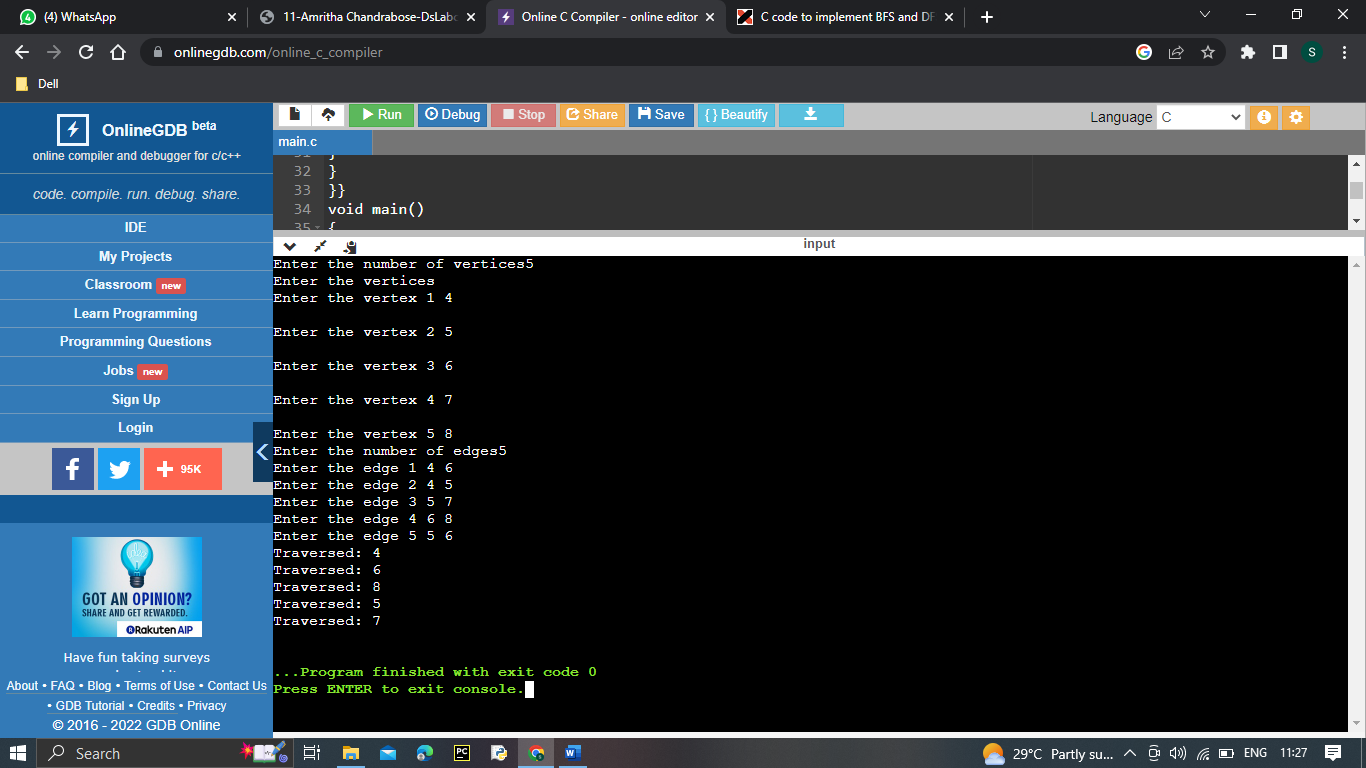 (4) WhatsApp
11-Amritha Chandrabose-DsLabc
Online C Compiler - online editor
C code to implement BFS and DF
onlinegdb.com/online_c_compiler
S
Dell
OnlineGDB beta
online compiler and debugger for c/c++
code. compile. run. debug. share.
IDE
My Projects
Classroom new
Learn Programming
Programming Questions
Jobs new
Sign Up
Login
95K
GOT AN OPINION?
SHARE AND GET REWARDED.
Rakuten AIP
Have fun taking surveys
About • FAQ • Blog • Terms of Use • Contact Us
• GDB Tutorial • Credits • Privacy
© 2016 - 2022 GDB Online
Run Debug Stop Share Save { } Beautify
Language C
main.c
31 }
32 }
33 }}
34 void main()
35 {
input
Enter the number of vertices5
Enter the vertices
Enter the vertex 1 4
Enter the vertex 2 5
Enter the vertex 3 6
Enter the vertex 4 7
Enter the vertex 5 8
Enter the number of edges5
Enter the edge 1 4 6
Enter the edge 2 4 5
Enter the edge 3 5 7
Enter the edge 4 6 8
Enter the edge 5 5 6
Traversed: 4
Traversed: 6
Traversed: 8
Traversed: 5
Traversed: 7
...Program finished with exit code 0
Press ENTER to exit console.
Search
PC
29°C Partly su...
ENG
11:27